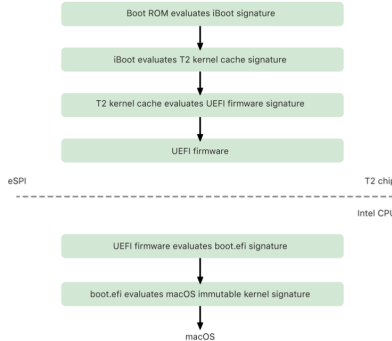 Boot ROM evaluates iBoot signature
iBoot evaluates T2 kernel cache signature
T2 kernel cache evaluates UEFI firmware signature
UEFI firmware
eSPI
T2 chip
Intel CPU
UEFI firmware evaluates boot.efi signature
boot.efi evaluates macOS immutable kernel signature
macOS